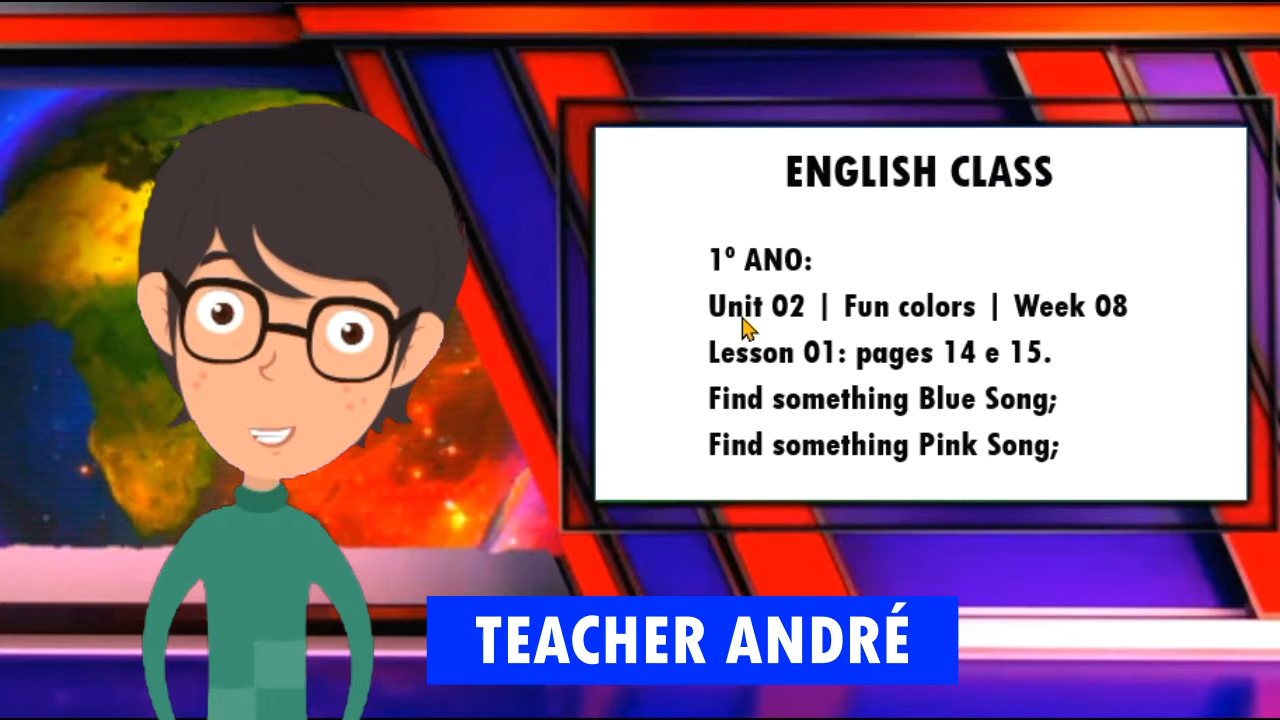 ENGLISH CLASS
1º ANO:
Unit 02 | Fun colors | Week 08
Lesson 01: pages 14 e 15.
Find something Blue Song;
Find something Pink Song;
TEACHER ANDRÉ